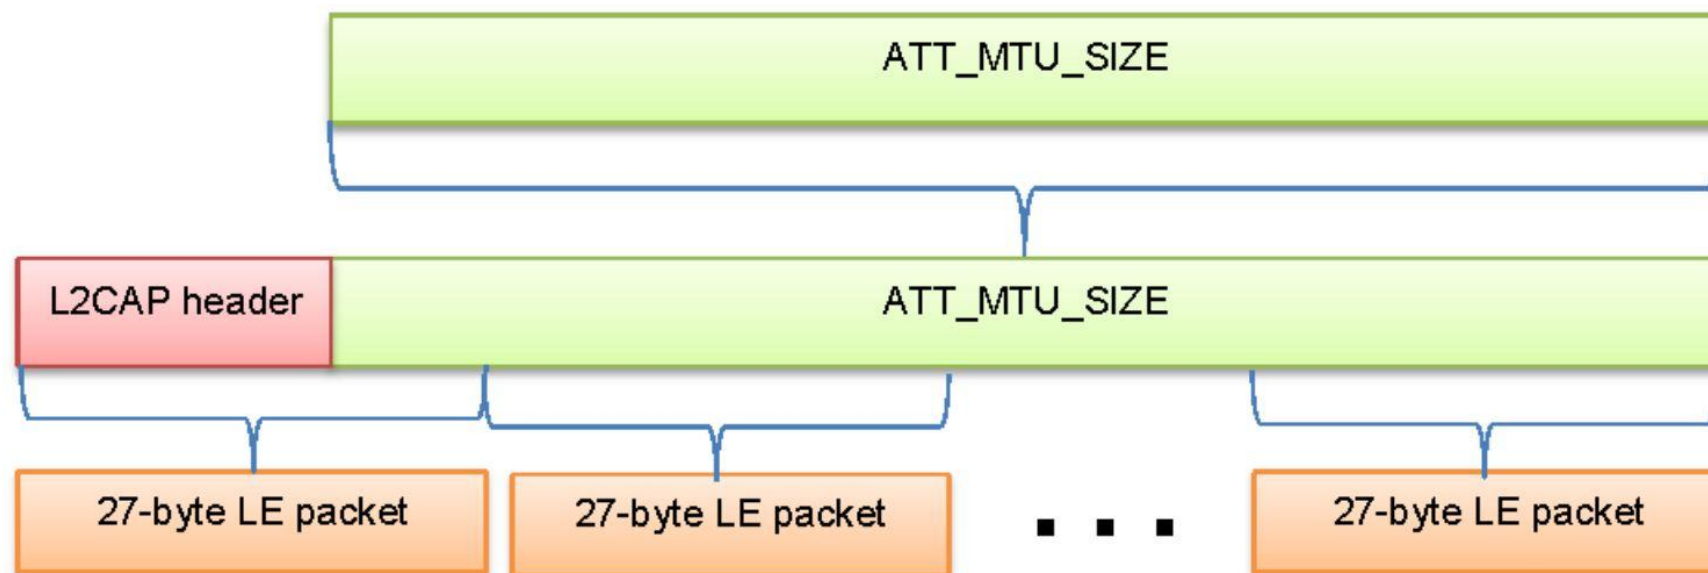 ATT_MTU_SIZE
L2CAP header
ATT_MTU_SIZE
27-byte LE packet
27-byte LE packet
. . .
27-byte LE packet